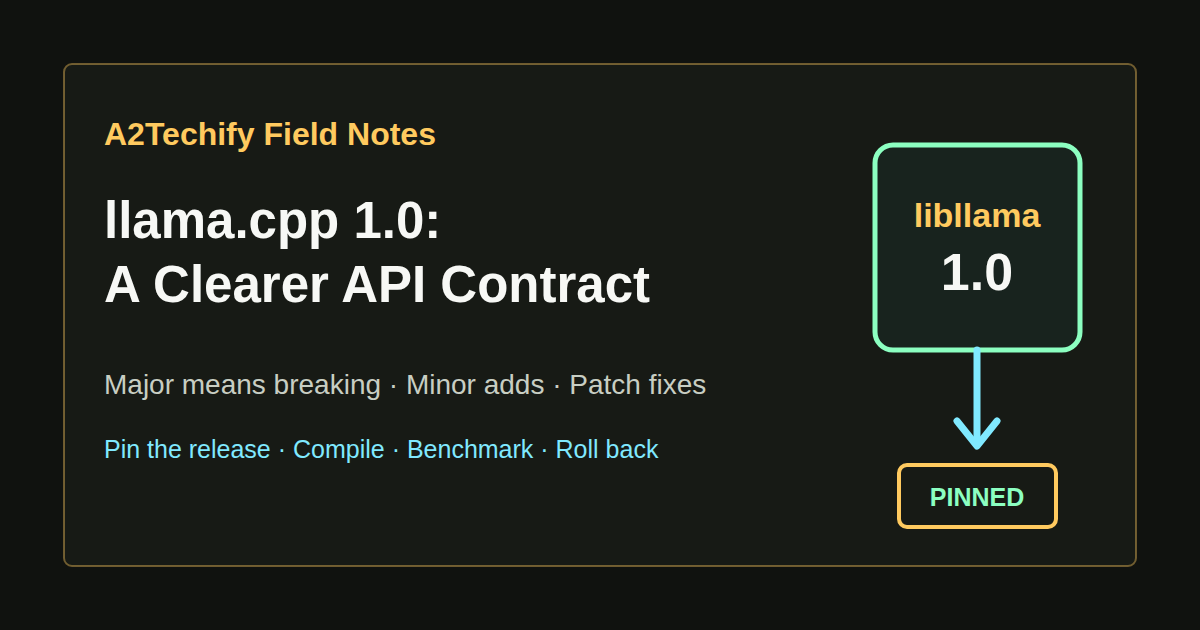 A2Techify Field Notes
llama.cpp 1.0:
A Clearer API Contract
Major means breaking · Minor adds · Patch fixes
Pin the release · Compile · Benchmark · Roll back
libllama
1.0
PINNED